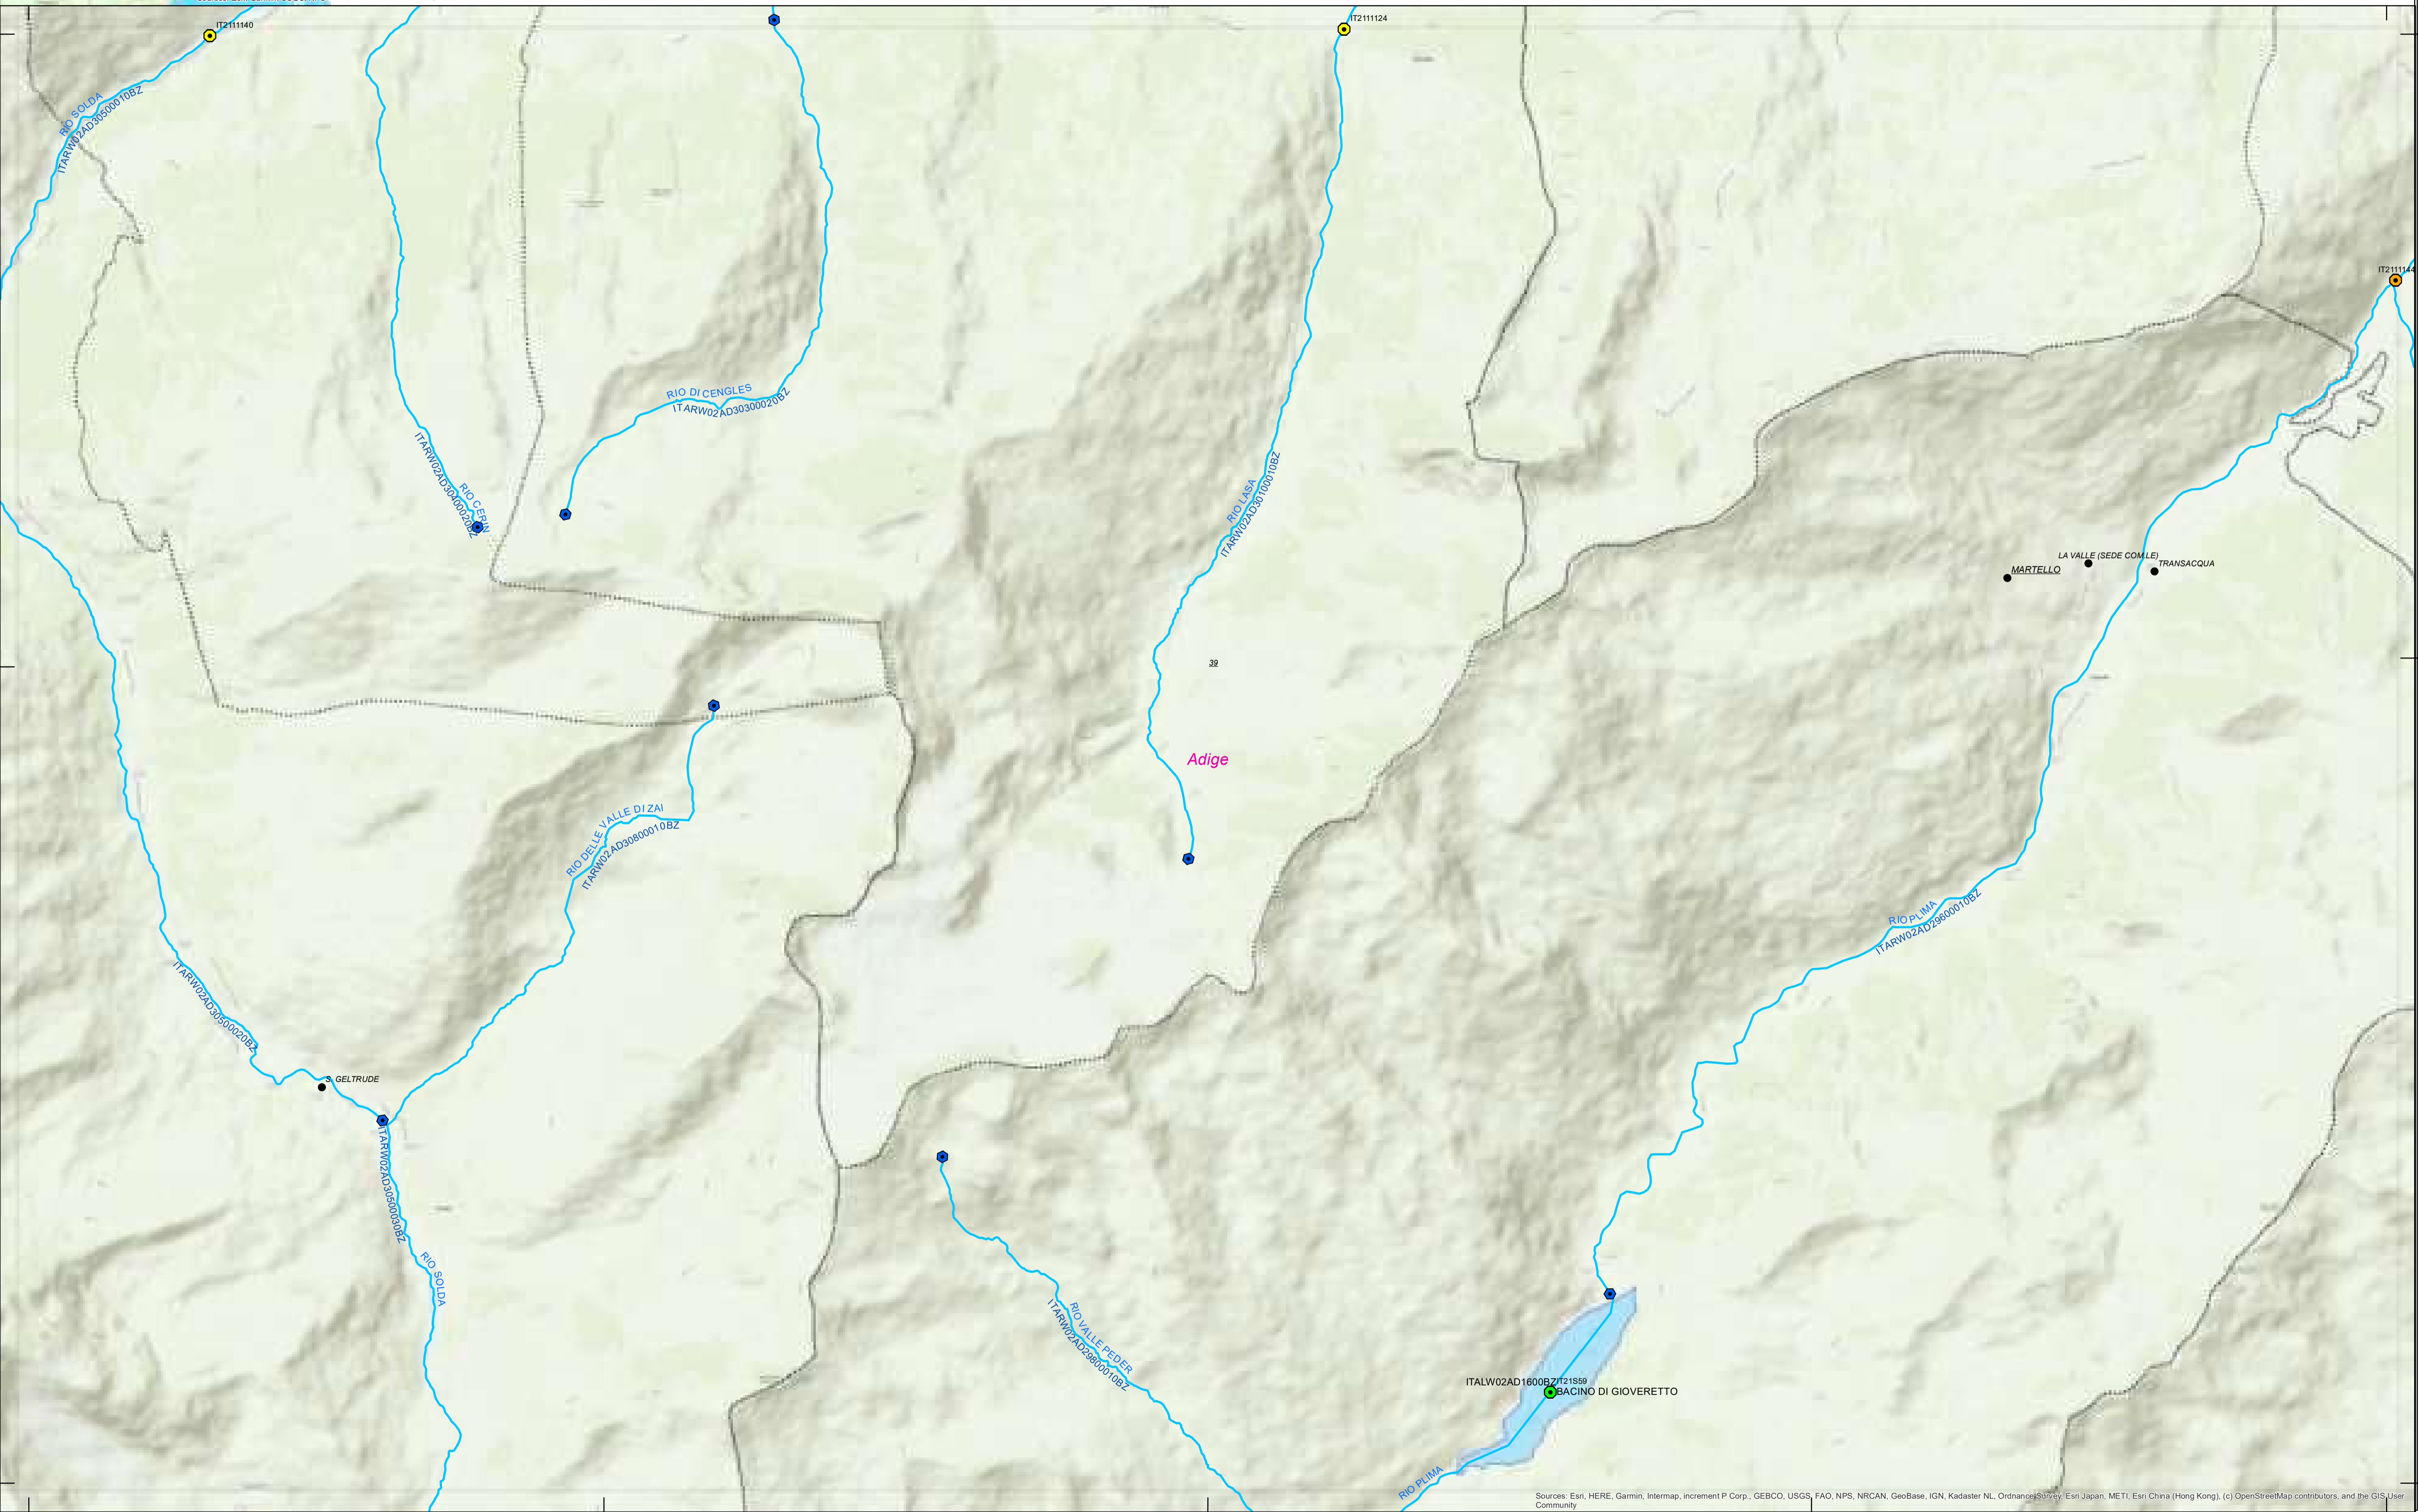 IT2111140
IT2111124
RIO SOLDA
ITARW02AD30500010BZ
IT2111144
RIO DI CENGLES
ITARW02AD30300020BZ
ITARW02AD30400020BZ
RIO CERIN
RIO LASA
ITARW02AD30100010BZ
LA VALLE (SEDE COM.LE)
TRANSACQUA
MARTELLO
39
Adige
RIO DELLE VALLE DI ZAI
ITARW02AD30800010BZ
RIO PLIMA
ITARW02AD29600010BZ
ITARW02AD30500020BZ
S. GELTRUDE
ITARW02AD30500030BZ
RIO SOLDA
RIO VALLE PEDER
ITARW02AD29800010BZ
ITALW02AD1600BZ
IT21S59
BACINO DI GIOVERETTO
RIO PLIMA
Sources: Esri, HERE, Garmin, Intermap, increment P Corp., GEBCO, USGS, FAO, NPS, NRCAN, GeoBase, IGN, Kadaster NL, Ordnance Survey, Esri Japan, METI, Esri China (Hong Kong), (c) OpenStreetMap contributors, and the GIS User
Community